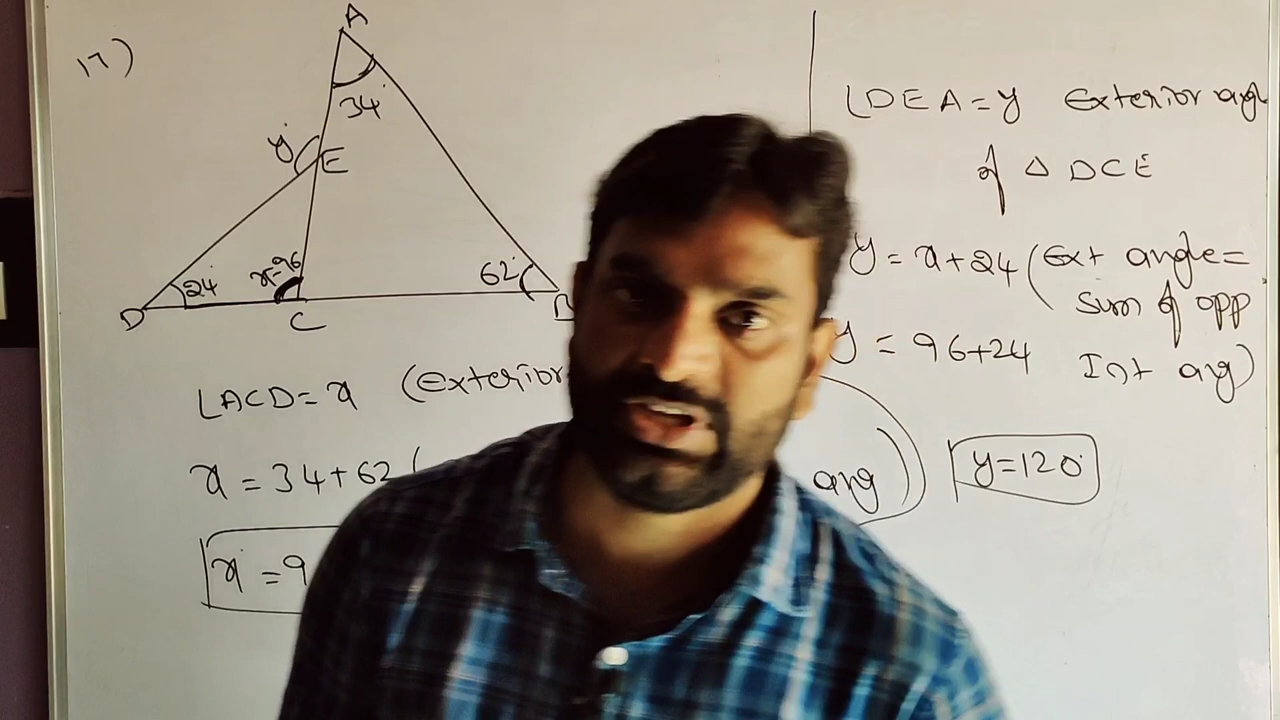 17)
A
34°
y°
E
x=96
24°
62°
D
C
∠ACD = x (Exterior
x = 34+62 (
ang)
x° = 9
∠DEA = y Exterior angl
of △ DCE
y = x+24 (Ext angle =
Sum of opp
Int ang)
y = 96+24
y=120°